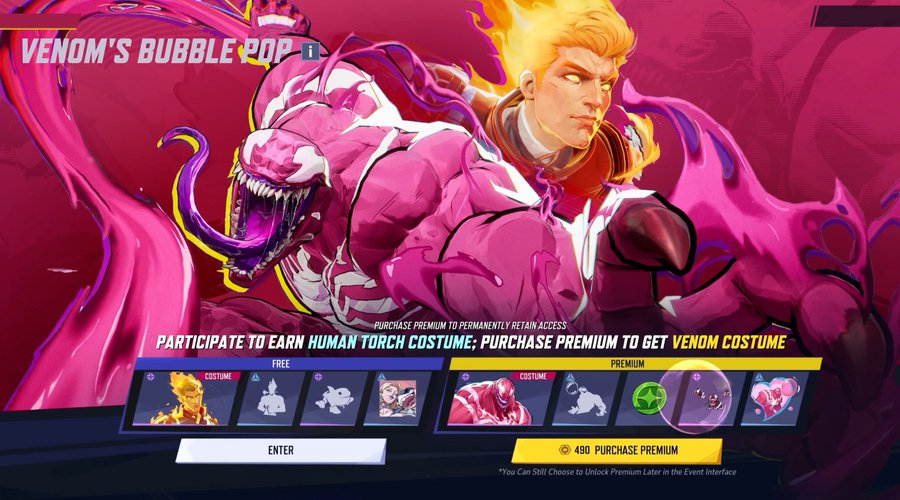 VENOM'S BUBBLE POP i
PURCHASE PREMIUM TO PERMANENTLY RETAIN ACCESS
PARTICIPATE TO EARN HUMAN TORCH COSTUME; PURCHASE PREMIUM TO GET VENOM COSTUME
FREE
PREMIUM
COSTUME
COSTUME
ENTER
490 PURCHASE PREMIUM
*You Can Still Choose to Unlock Premium Later in the Event Interface